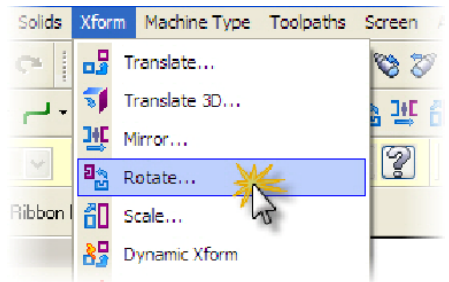 Solids Xform Machine Type Toolpaths Screen
Translate...
Translate 3D...
Mirror...
Rotate...
Ribbon
Scale...
Dynamic Xform